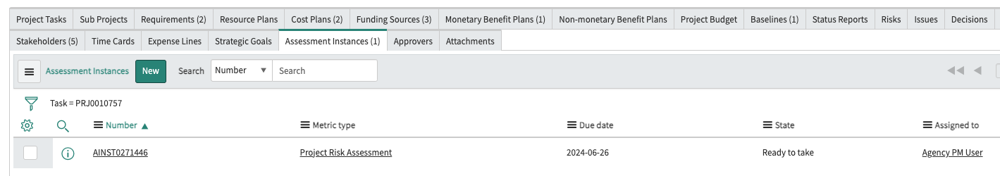 Project Tasks Sub Projects Requirements (2) Resource Plans Cost Plans (2) Funding Sources (3) Monetary Benefit Plans (1) Non-monetary Benefit Plans Project Budget Baselines (1) Status Reports Risks Issues Decisions
Stakeholders (5) Time Cards Expense Lines Strategic Goals Assessment Instances (1) Approvers Attachments
Assessment Instances New Search Number Search
Task = PRJ0010757
Number Metric type Due date State Assigned to
AINST0271446 Project Risk Assessment 2024-06-26 Ready to take Agency PM User